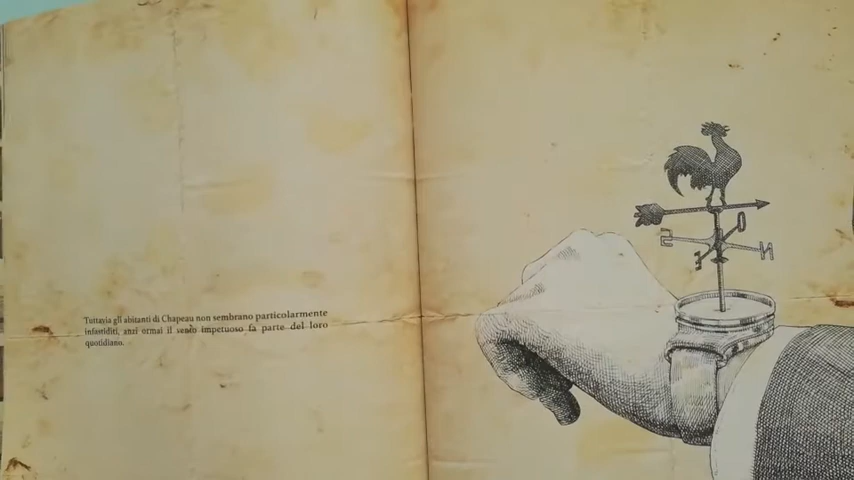 Tuttavia gli abitanti di Chapeau non sembrano particolarmente
infastiditi, anzi ormai il vento impetuoso fa parte del loro
quotidiano.
O
S
N
E